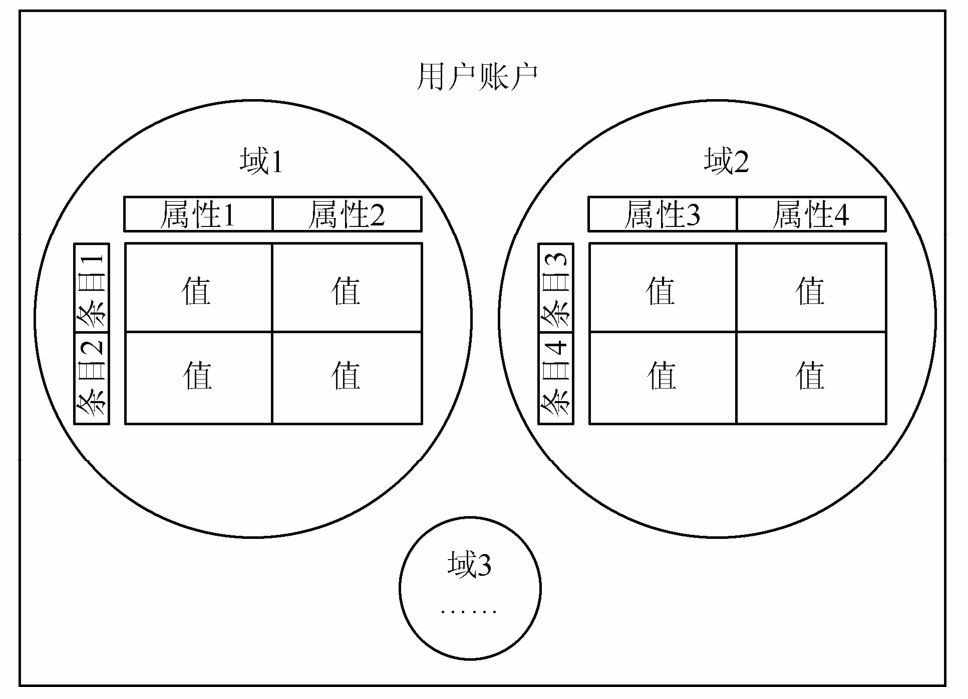 用户账户
域1
属性1 属性2
条目1 值 值
条目2 值 值
域2
属性3 属性4
条目3 值 值
条目4 值 值
域3
……